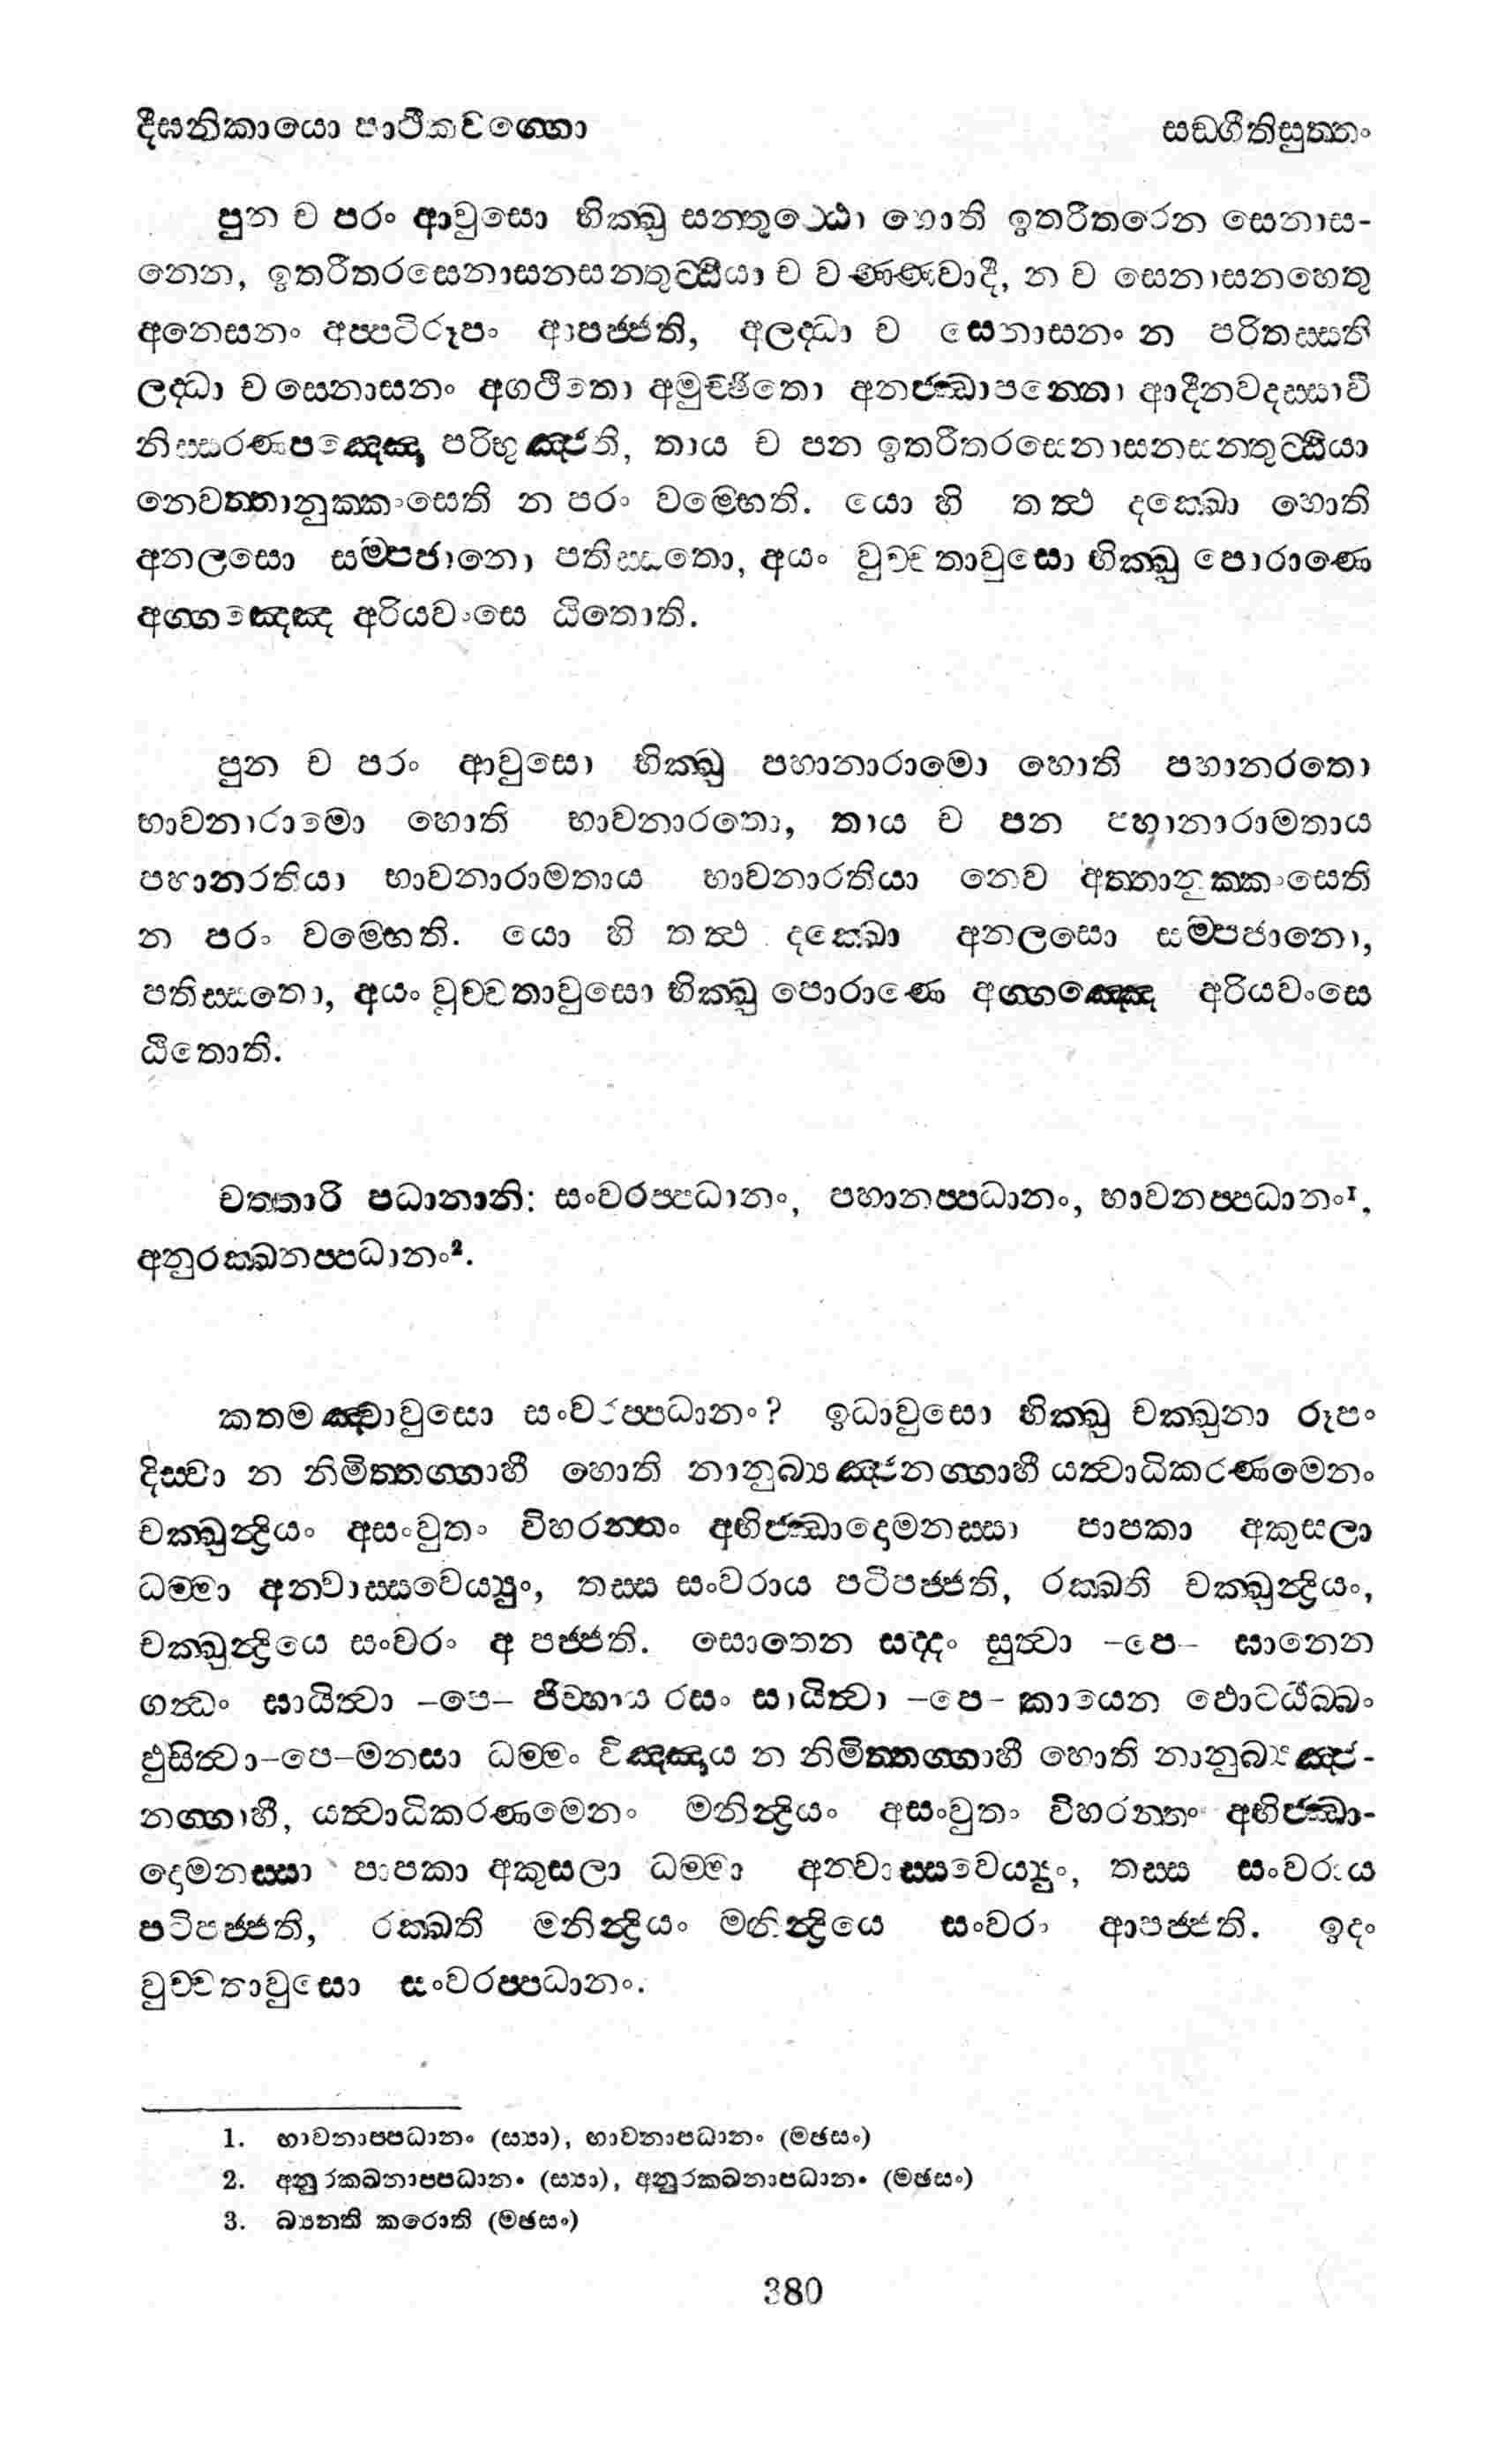 දීඝනිකායො පාථිකවග්ගො
සඞ්ගීතිසුත්තං
පුන ච පරං ආවුසො භික්ඛු සන්තුට්ඨො හොති ඉතරීතරෙන සෙනාස-
නෙන, ඉතරීතරසෙනාසනසන්තුට්ඨියා ච වණ්ණවාදී, න ච සෙනාසනහෙතු
අනෙසනං අප්පටිරූපං ආපජ්ජති, අලද්ධා ච සෙනාසනං න පරිතස්සති
ලද්ධා ච සෙනාසනං අගථිතො අමුච්ඡිතො අනජ්ඣාපන්නො ආදීනවදස්සාවී
නිස්සරණපඤ්ඤො පරිභුඤ්ජති, තාය ච පන ඉතරීතරසෙනාසනසන්තුට්ඨියා
නෙවත්තානුක්කංසෙති න පරං වම්භෙති. යො හි තත්ථ දක්ඛො හොති
අනලසො සම්පජානො පතිස්සතො, අයං වුච්චතාවුසො භික්ඛු පොරාණෙ
අග්ගඤ්ඤෙ අරියවංසෙ ඨිතොති.
පුන ච පරං ආවුසො භික්ඛු පහානාරාමො හොති පහානරතො
භාවනාරාමො හොති භාවනාරතො, තාය ච පන පහානාරාමතාය
පහානරතියා භාවනාරාමතාය භාවනාරතියා නෙව අත්තානුක්කංසෙති
න පරං වම්භෙති. යො හි තත්ථ දක්ඛො අනලසො සම්පජානො,
පතිස්සතො, අයං වුච්චතාවුසො භික්ඛු පොරාණෙ අග්ගඤ්ඤෙ අරියවංසෙ
ඨිතොති.
චත්තාරි පධානානි: සංවරප්පධානං, පහානප්පධානං, භාවනප්පධානං¹,
අනුරක්ඛනප්පධානං².
කතමඤ්චාවුසො සංවරප්පධානං? ඉධාවුසො භික්ඛු චක්ඛුනා රූපං
දිස්වා න නිමිත්තග්ගාහී හොති නානුබ්‍යඤ්ජනග්ගාහී යත්වාධිකරණමෙනං
චක්ඛුන්ද්‍රියං අසංවුතං විහරන්තං අභිජ්ඣාදොමනස්සා පාපකා අකුසලා
ධම්මා අනවාස්සවෙය්‍යුං, තස්ස සංවරාය පටිපජ්ජති, රක්ඛති චක්ඛුන්ද්‍රියං,
චක්ඛුන්ද්‍රියෙ සංවරං අ පජ්ජති. සොතෙන සද්දං සුත්වා -පෙ- ඝානෙන
ගන්ධං ඝායිත්වා -පෙ- ජිව්හාය රසං සායිත්වා -පෙ- කායෙන ඵොට්ඨබ්බං
ඵුසිත්වා-පෙ-මනසා ධම්මං විඤ්ඤාය න නිමිත්තග්ගාහී හොති නානුබ්‍යඤ්ජ-
නග්ගාහී, යත්වාධිකරණමෙනං මනින්ද්‍රියං අසංවුතං විහරන්තං අභිජ්ඣා-
දොමනස්සා පාපකා අකුසලා ධම්මා අනවාස්සවෙය්‍යුං, තස්ස සංවරාය
පටිපජ්ජති, රක්ඛති මනින්ද්‍රියං මනින්ද්‍රියෙ සංවරං ආපජ්ජති. ඉදං
වුච්චතාවුසො සංවරප්පධානං.
1. භාවනාප්පධානං (ස්‍යා), භාවනාපධානං (මඡසං)
2. අනුරක්ඛනාප්පධානං (ස්‍යා), අනුරක්ඛනාපධානං (මඡසං)
3. බ්‍යන්තී කරොති (මඡසං)
380